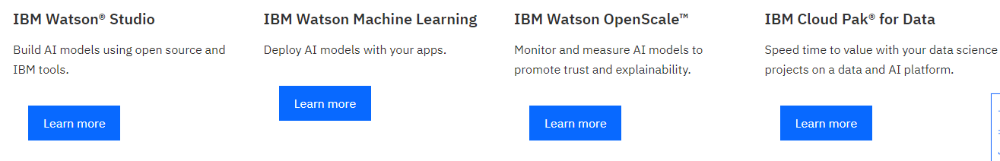 IBM Watson® Studio
Build AI models using open source and
IBM tools.
Learn more
IBM Watson Machine Learning
Deploy AI models with your apps.
Learn more
IBM Watson OpenScale™
Monitor and measure AI models to
promote trust and explainability.
Learn more
IBM Cloud Pak® for Data
Speed time to value with your data science
projects on a data and AI platform.
Learn more